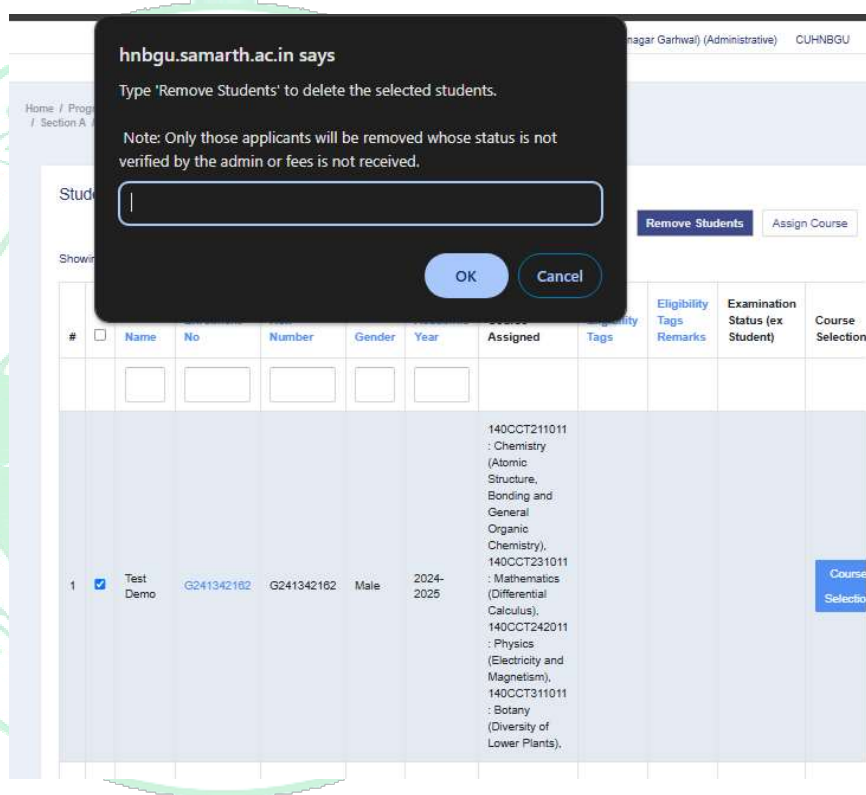 nagar Garhwal) (Administrative) CUHNBGU
hnbgu.samarth.ac.in says
Type 'Remove Students' to delete the selected students.
Note: Only those applicants will be removed whose status is not
verified by the admin or fees is not received.
OK Cancel
Home / Prog
/ Section A /
Stud
Remove Students Assign Course
Showin
# Name
No
Number
Gender
Year
Assigned
Tags
Eligibility
Tags
Remarks
Examination
Status (ex
Student)
Course
Selection
1
Test
Demo
G241342162
G241342162
Male
2024-
2025
140CCT211011
: Chemistry
(Atomic
Structure,
Bonding and
General
Organic
Chemistry),
140CCT231011
: Mathematics
(Differential
Calculus),
140CCT242011
: Physics
(Electricity and
Magnetism),
140CCT311011
: Botany
(Diversity of
Lower Plants),
Course
Selectio